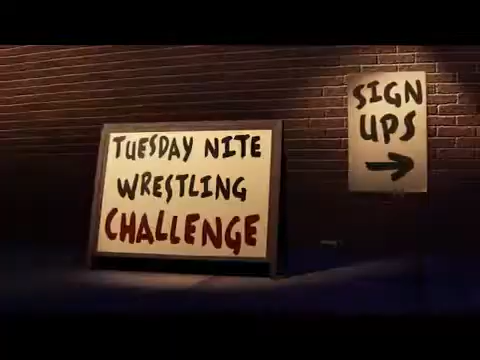 TUESDAY NITE
WRESTLING
CHALLENGE
SIGN
UPS